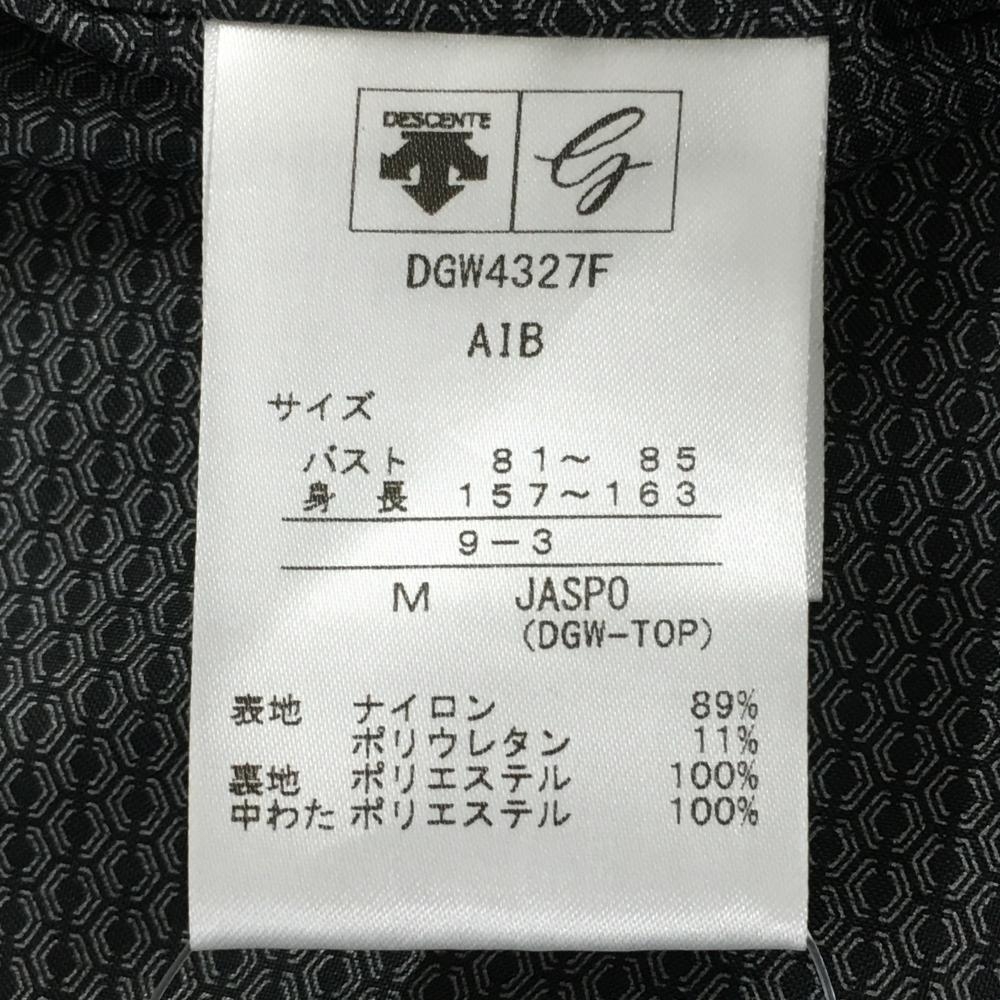 DESCENTE
G
DGW4327F
AIB
サイズ
バスト 81～ 85
身長 157～163
9-3
M JASPO
(DGW-TOP)
表地 ナイロン 89%
ポリウレタン 11%
裏地 ポリエステル 100%
中わた ポリエステル 100%